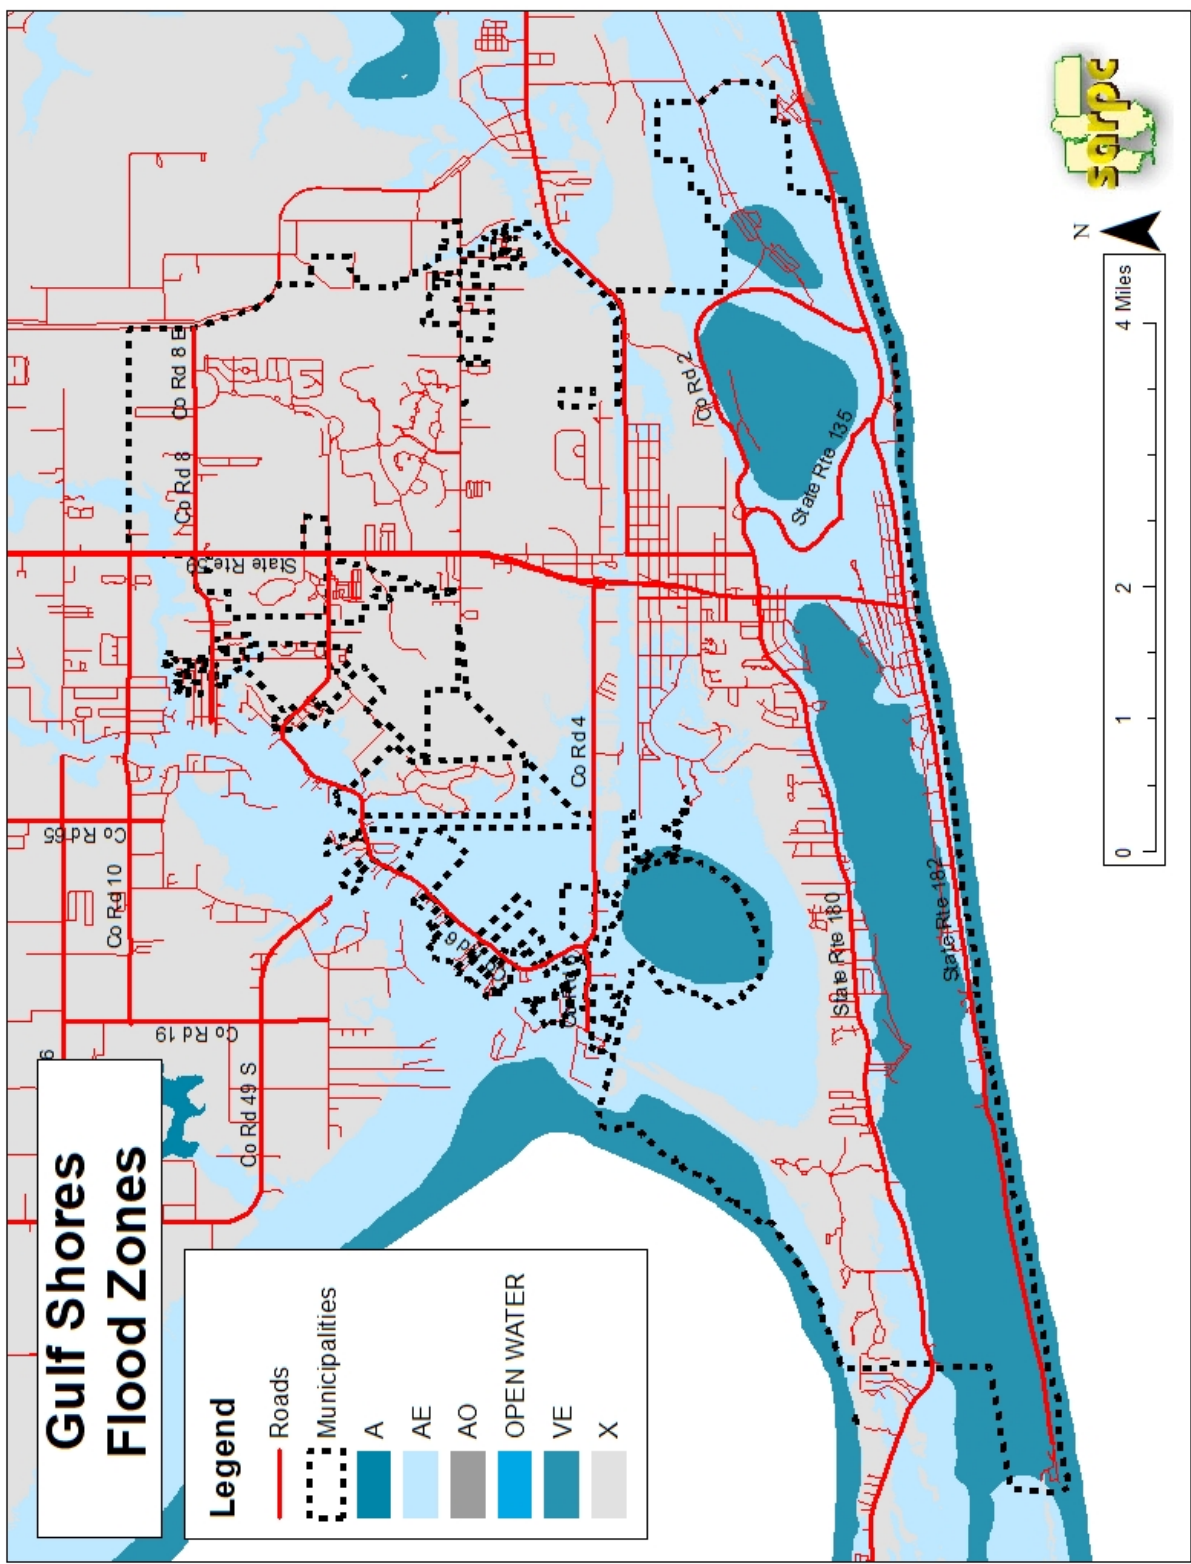 Gulf Shores
Flood Zones
Legend
Roads
Municipalities
A
AE
AO
OPEN WATER
VE
X
6
Co Rd 65
Co Rd 10
Co Rd 19
Co Rd 49 S
State Rte 59
Co Rd 8
Co Rd 8 E
Co Rd 4
Co Rd 2
State Rte 135
State Rte 180
State Rte 182
0 1 2 4 Miles
N
sarpc